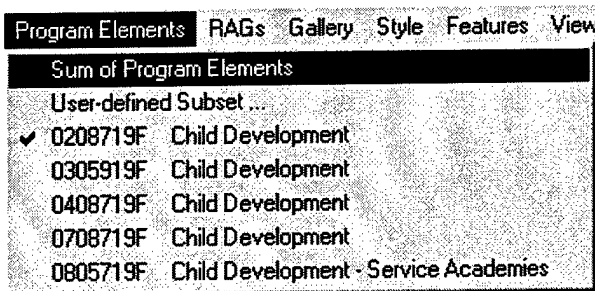 Program Elements RAGs Gallery Style Features View
Sum of Program Elements
User-defined Subset ...
✔ 0208719F Child Development
0305919F Child Development
0408719F Child Development
0708719F Child Development
0805719F Child Development - Service Academies